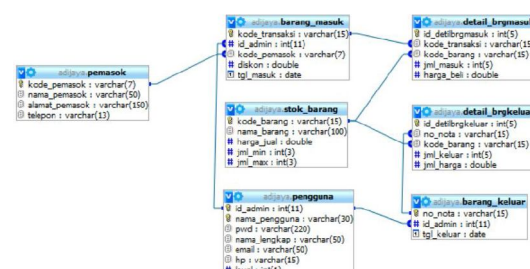 adijaya.pemasok
kode_pemasok : varchar(7)
nama_pemasok : varchar(50)
alamat_pemasok : varchar(150)
telepon : varchar(13)
adijaya.barang_masuk
kode_transaksi : varchar(15)
# id_admin : int(11)
kode_pemasok : varchar(7)
# diskon : double
tgl_masuk : date
adijaya.stok_barang
kode_barang : varchar(15)
nama_barang : varchar(100)
# harga_jual : double
# jml_min : int(3)
# jml_max : int(3)
adijaya.pengguna
id_admin : int(11)
nama_pengguna : varchar(30)
pwd : varchar(220)
nama_lengkap : varchar(50)
email : varchar(50)
hp : varchar(15)
adijaya.detail_brgmasu
id_detilbrgmasuk : int(5)
kode_transaksi : varchar(15)
kode_barang : varchar(15)
# jml_masuk : int(5)
# harga_beli : double
adijaya.detail_brgkelua
id_detilbrgkeluar : int(5)
no_nota : varchar(15)
kode_barang : varchar(15)
# jml_keluar : int(5)
# jml_harga : double
adijaya.barang_keluar
no_nota : varchar(15)
# id_admin : int(11)
tgl_keluar : date